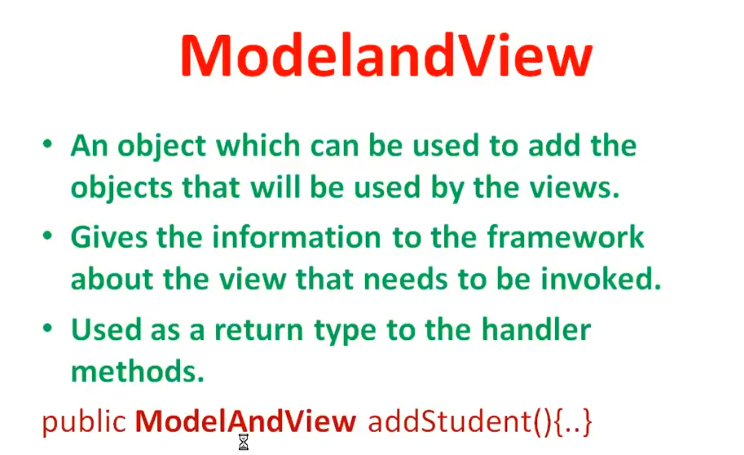 ModelandView
• An object which can be used to add the
objects that will be used by the views.
• Gives the information to the framework
about the view that needs to be invoked.
• Used as a return type to the handler
methods.
public ModelAndView addStudent(){..}